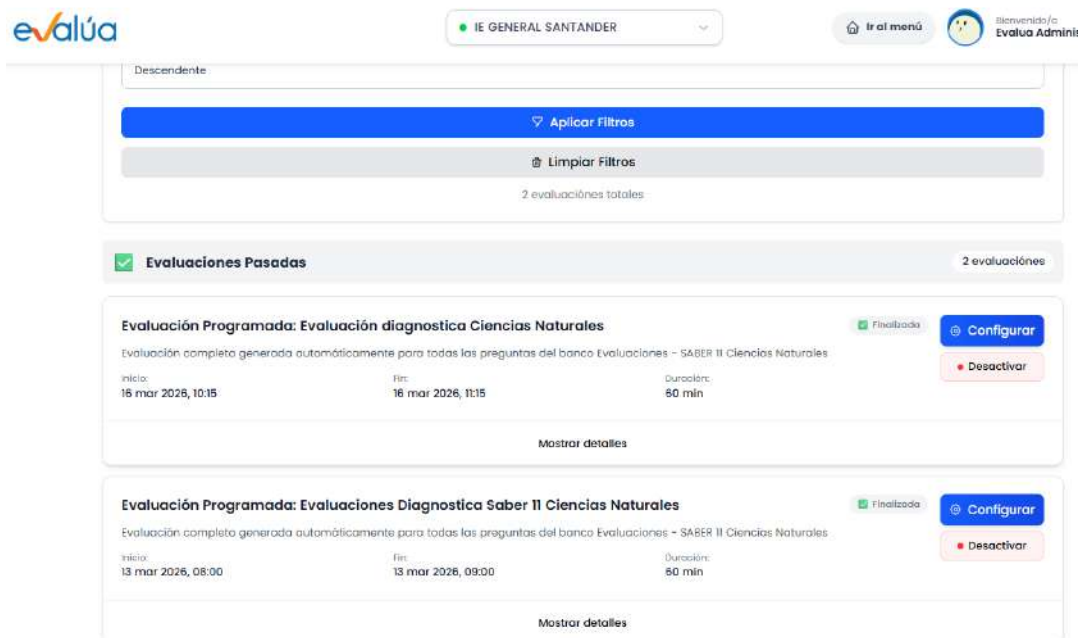 evalúa
IE GENERAL SANTANDER
Ir al menú
Bienvenido/a
Evalua Adminis
Descendente
Aplicar Filtros
Limpiar Filtros
2 evaluaciónes totales
Evaluaciones Pasadas
2 evaluaciónes
Evaluación Programada: Evaluación diagnostica Ciencias Naturales
Finalizada
Configurar
Evaluación completa generada automáticamente para todas las preguntas del banco Evaluaciones - SABER 11 Ciencias Naturales
Desactivar
Inicio: Fin: Duración:
16 mar 2026, 10:15 16 mar 2026, 11:15 60 min
Mostrar detalles
Evaluación Programada: Evaluaciones Diagnostica Saber 11 Ciencias Naturales
Finalizada
Configurar
Evaluación completa generada automáticamente para todas las preguntas del banco Evaluaciones - SABER 11 Ciencias Naturales
Desactivar
Inicio: Fin: Duración:
13 mar 2026, 08:00 13 mar 2026, 09:00 60 min
Mostrar detalles